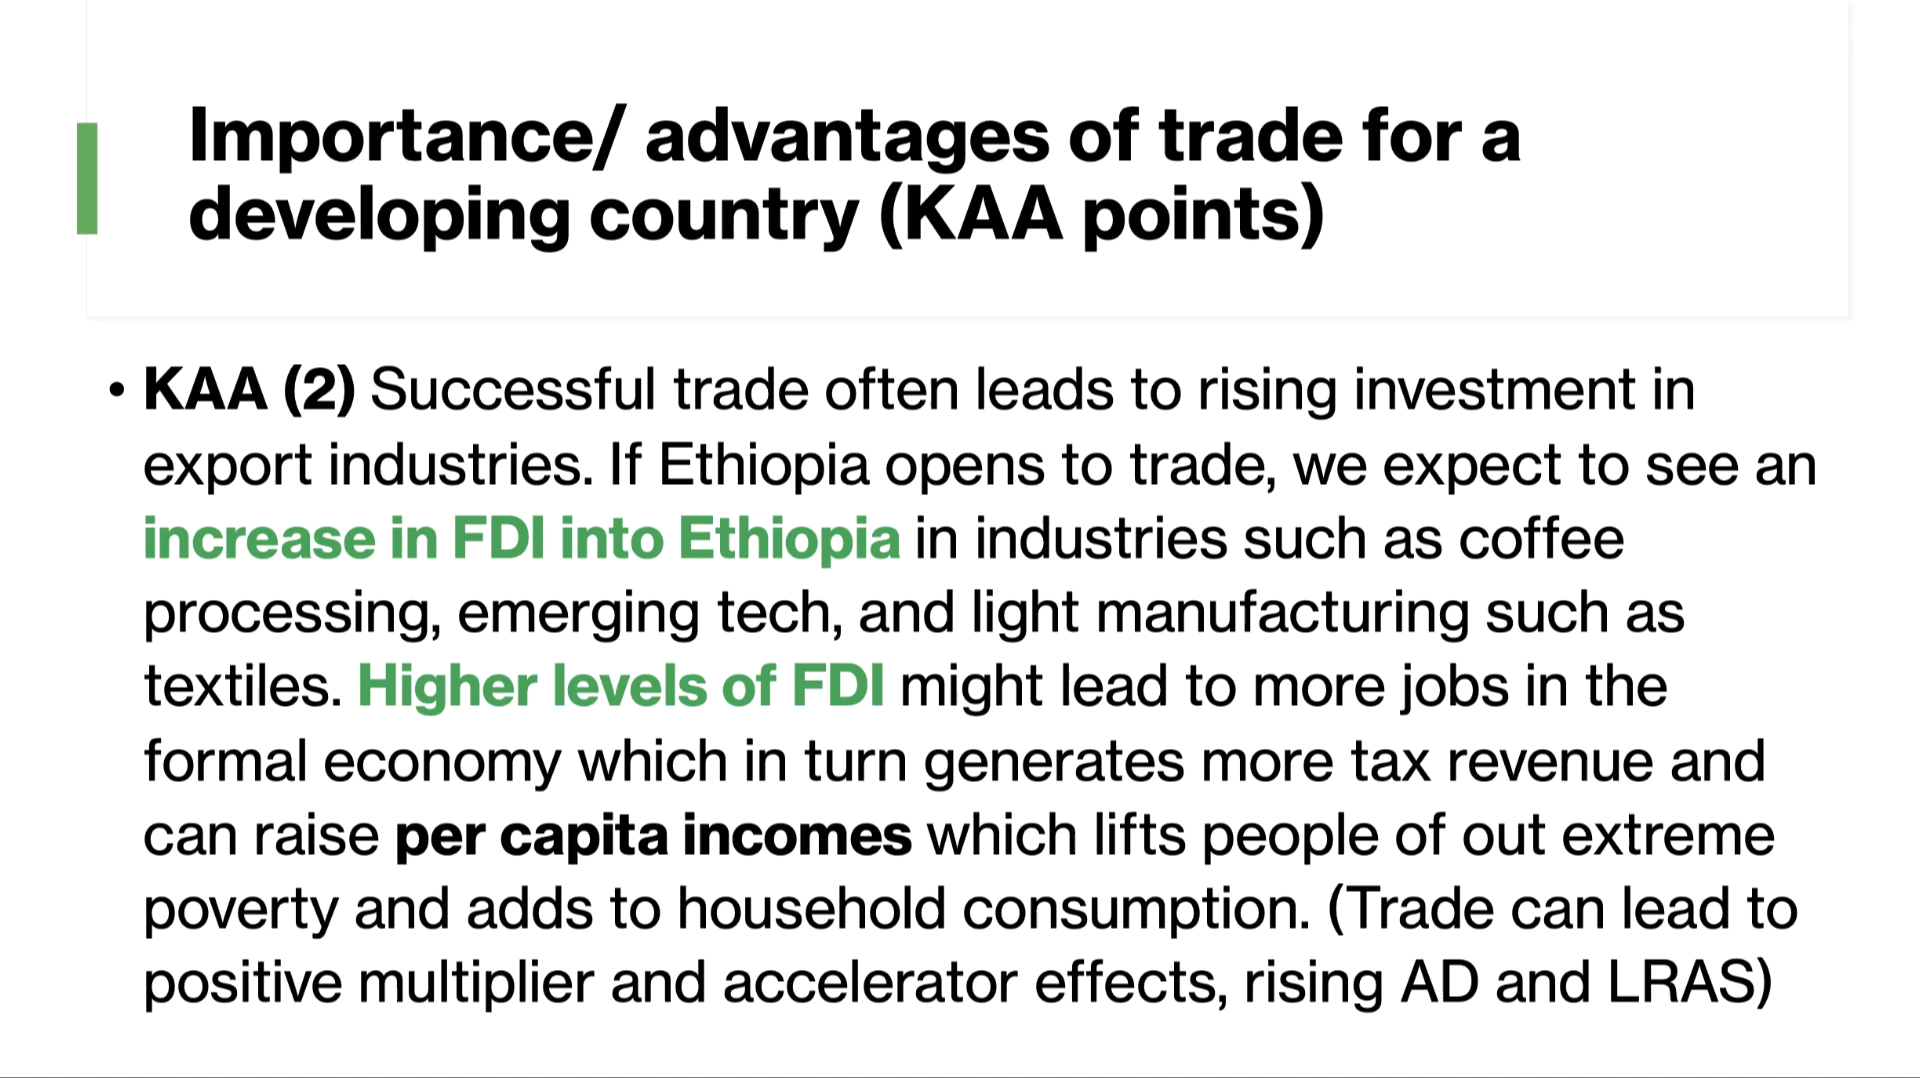 Importance/ advantages of trade for a
developing country (KAA points)
• KAA (2) Successful trade often leads to rising investment in
export industries. If Ethiopia opens to trade, we expect to see an
increase in FDI into Ethiopia in industries such as coffee
processing, emerging tech, and light manufacturing such as
textiles. Higher levels of FDI might lead to more jobs in the
formal economy which in turn generates more tax revenue and
can raise per capita incomes which lifts people of out extreme
poverty and adds to household consumption. (Trade can lead to
positive multiplier and accelerator effects, rising AD and LRAS)